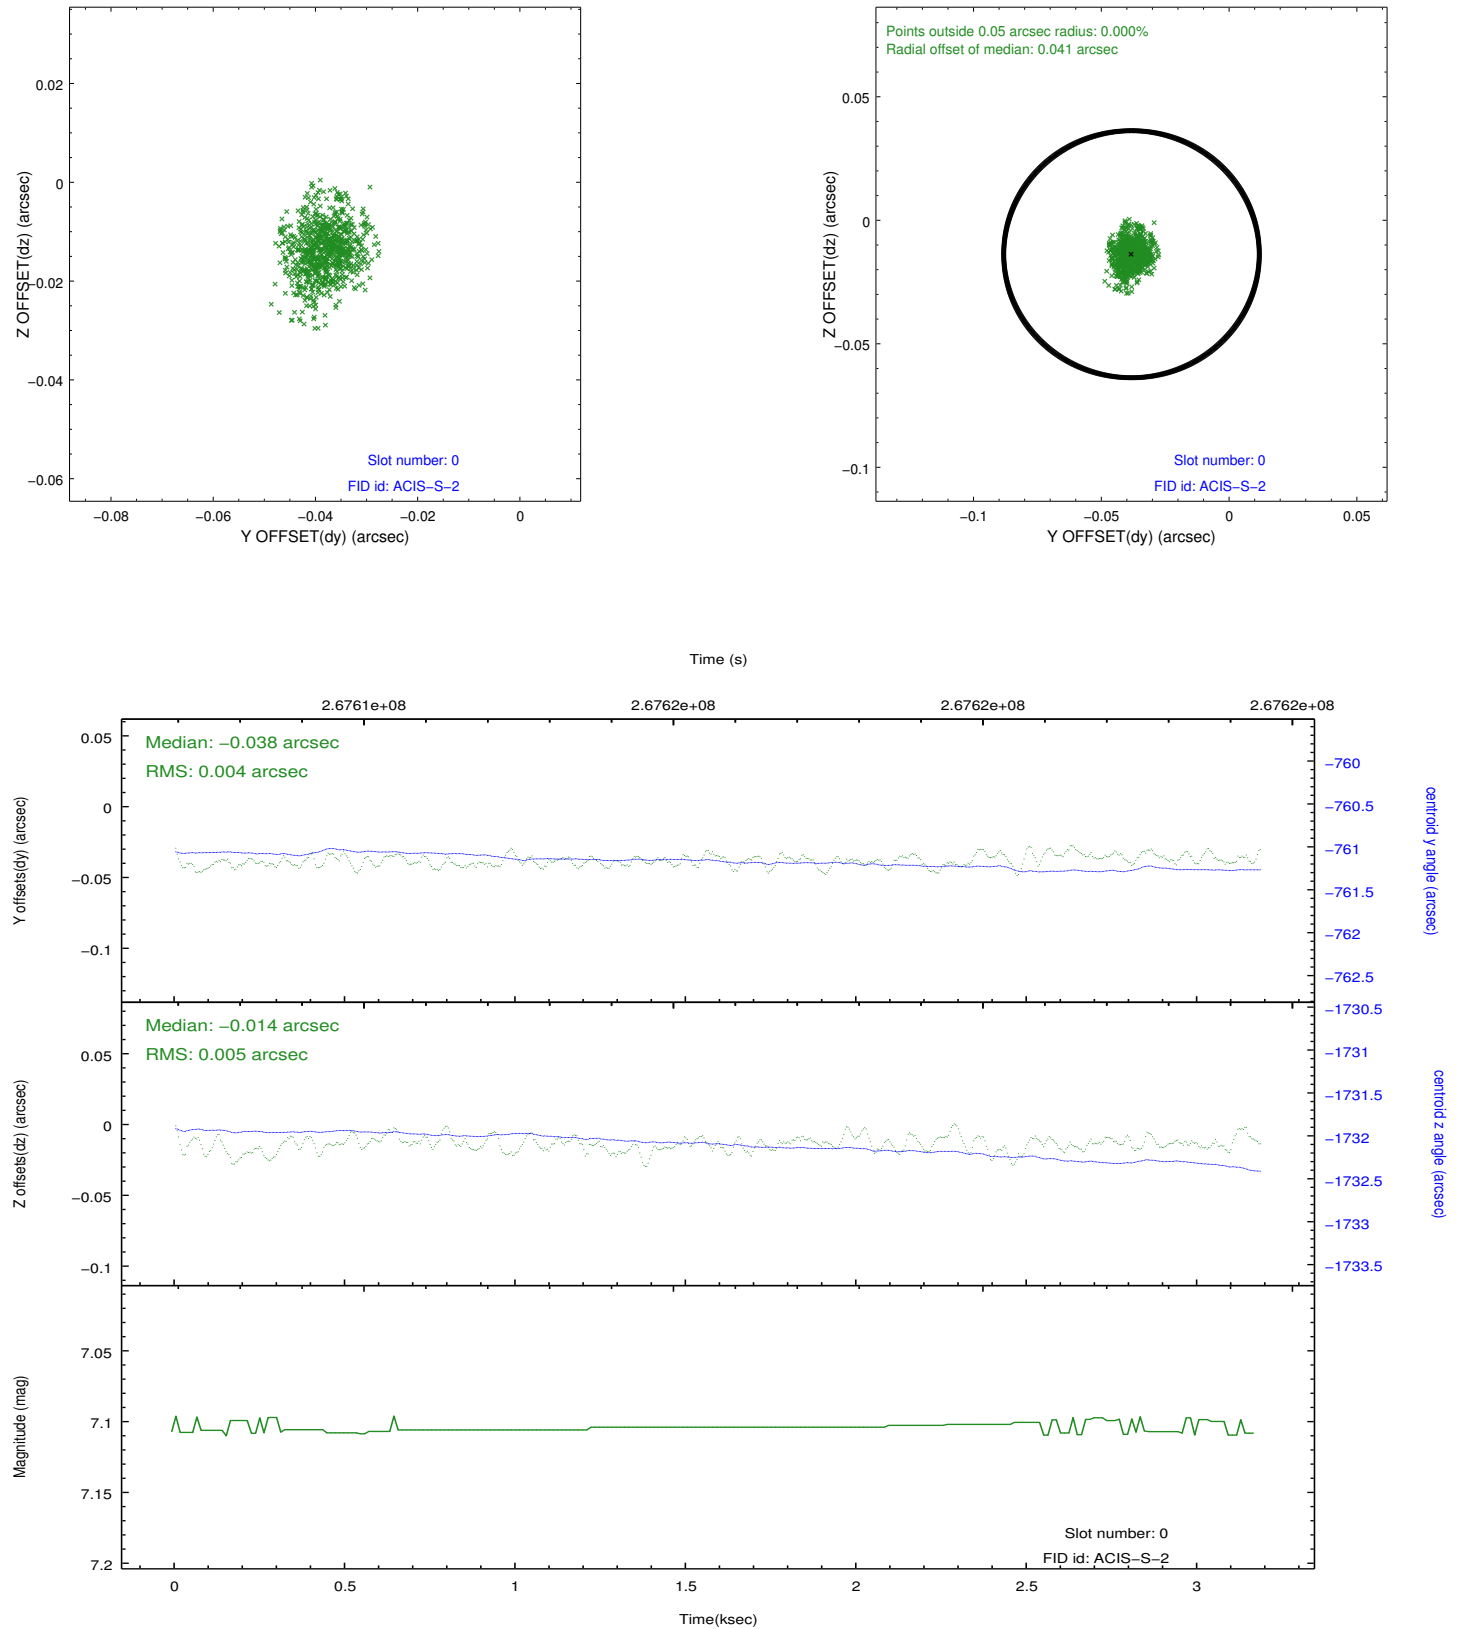 0.02
0
−0.02
−0.04
−0.06
Z OFFSET(dz) (arcsec)
Slot number: 0
FID id: ACIS−S−2
−0.08
−0.06
−0.04
−0.02
0
Y OFFSET(dy) (arcsec)
Points outside 0.05 arcsec radius: 0.000%
Radial offset of median: 0.041 arcsec
0.05
0
−0.05
−0.1
Z OFFSET(dz) (arcsec)
Slot number: 0
FID id: ACIS−S−2
−0.1
−0.05
0
0.05
Y OFFSET(dy) (arcsec)
Time (s)
2.6761e+08
2.6762e+08
2.6762e+08
2.6762e+08
Median: −0.038 arcsec
RMS: 0.004 arcsec
0.05
0
−0.05
−0.1
Y offsets(dy) (arcsec)
−760
−760.5
−761
−761.5
−762
−762.5
centroid y angle (arcsec)
Median: −0.014 arcsec
RMS: 0.005 arcsec
0.05
0
−0.05
−0.1
Z offsets(dz) (arcsec)
−1730.5
−1731
−1731.5
−1732
−1732.5
−1733
−1733.5
centroid z angle (arcsec)
7.05
7.1
7.15
7.2
Magnitude (mag)
Slot number: 0
FID id: ACIS−S−2
0
0.5
1
1.5
2
2.5
3
Time(ksec)